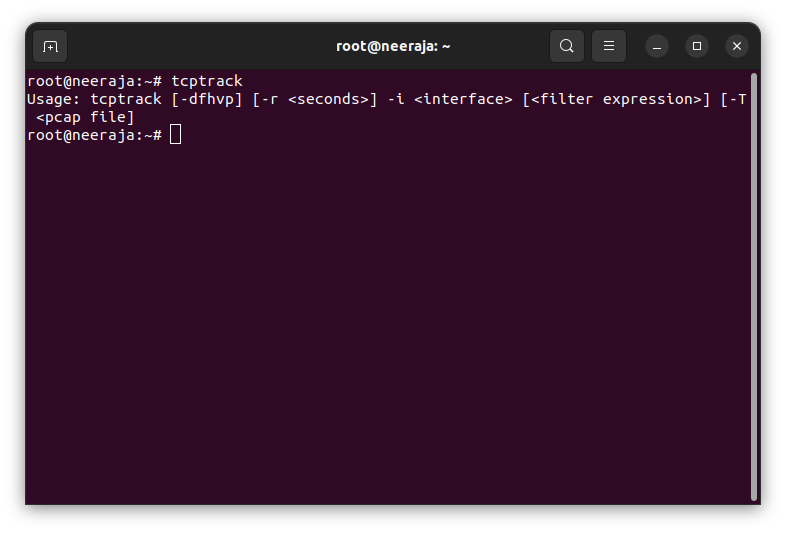 root@neeraja: ~
root@neeraja:~# tcptrack
Usage: tcptrack [-dfhvp] [-r <seconds>] -i <interface> [<filter expression>] [-T
 <pcap file]
root@neeraja:~#